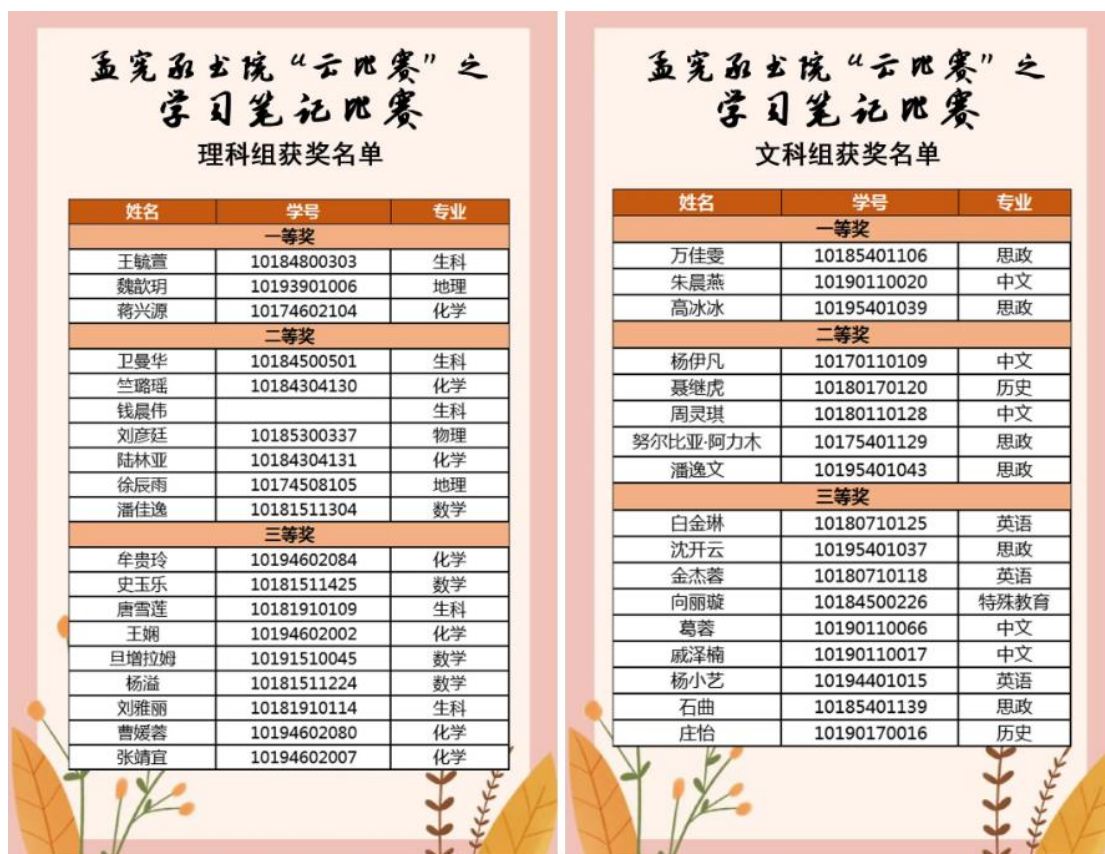 孟宪承书院“云比赛”之
学习笔记比赛
理科组获奖名单
姓名 学号 专业
一等奖
王毓萱 10184800303 生科
魏歆玥 10193901006 地理
蒋兴源 10174602104 化学
二等奖
卫曼华 10184500501 生科
竺璐瑶 10184304130 化学
钱晨伟 生科
刘彦廷 10185300337 物理
陆林亚 10184304131 化学
徐辰雨 10174508105 地理
潘佳逸 10181511304 数学
三等奖
牟贵玲 10194602084 化学
史玉乐 10181511425 数学
唐雪莲 10181910109 生科
王娴 10194602002 化学
旦增拉姆 10191510045 数学
杨溢 10181511224 数学
刘雅丽 10181910114 生科
曹媛蓉 10194602080 化学
张靖宜 10194602007 化学
孟宪承书院“云比赛”之
学习笔记比赛
文科组获奖名单
姓名 学号 专业
一等奖
万佳雯 10185401106 思政
朱晨燕 10190110020 中文
高冰冰 10195401039 思政
二等奖
杨伊凡 10170110109 中文
聂继虎 10180170120 历史
周灵琪 10180110128 中文
努尔比亚·阿力木 10175401129 思政
潘逸文 10195401043 思政
三等奖
白金琳 10180710125 英语
沈开云 10195401037 思政
金杰蓉 10180710118 英语
向丽璇 10184500226 特殊教育
葛蓉 10190110066 中文
戚泽楠 10190110017 中文
杨小艺 10194401015 英语
石曲 10185401139 思政
庄怡 10190170016 历史